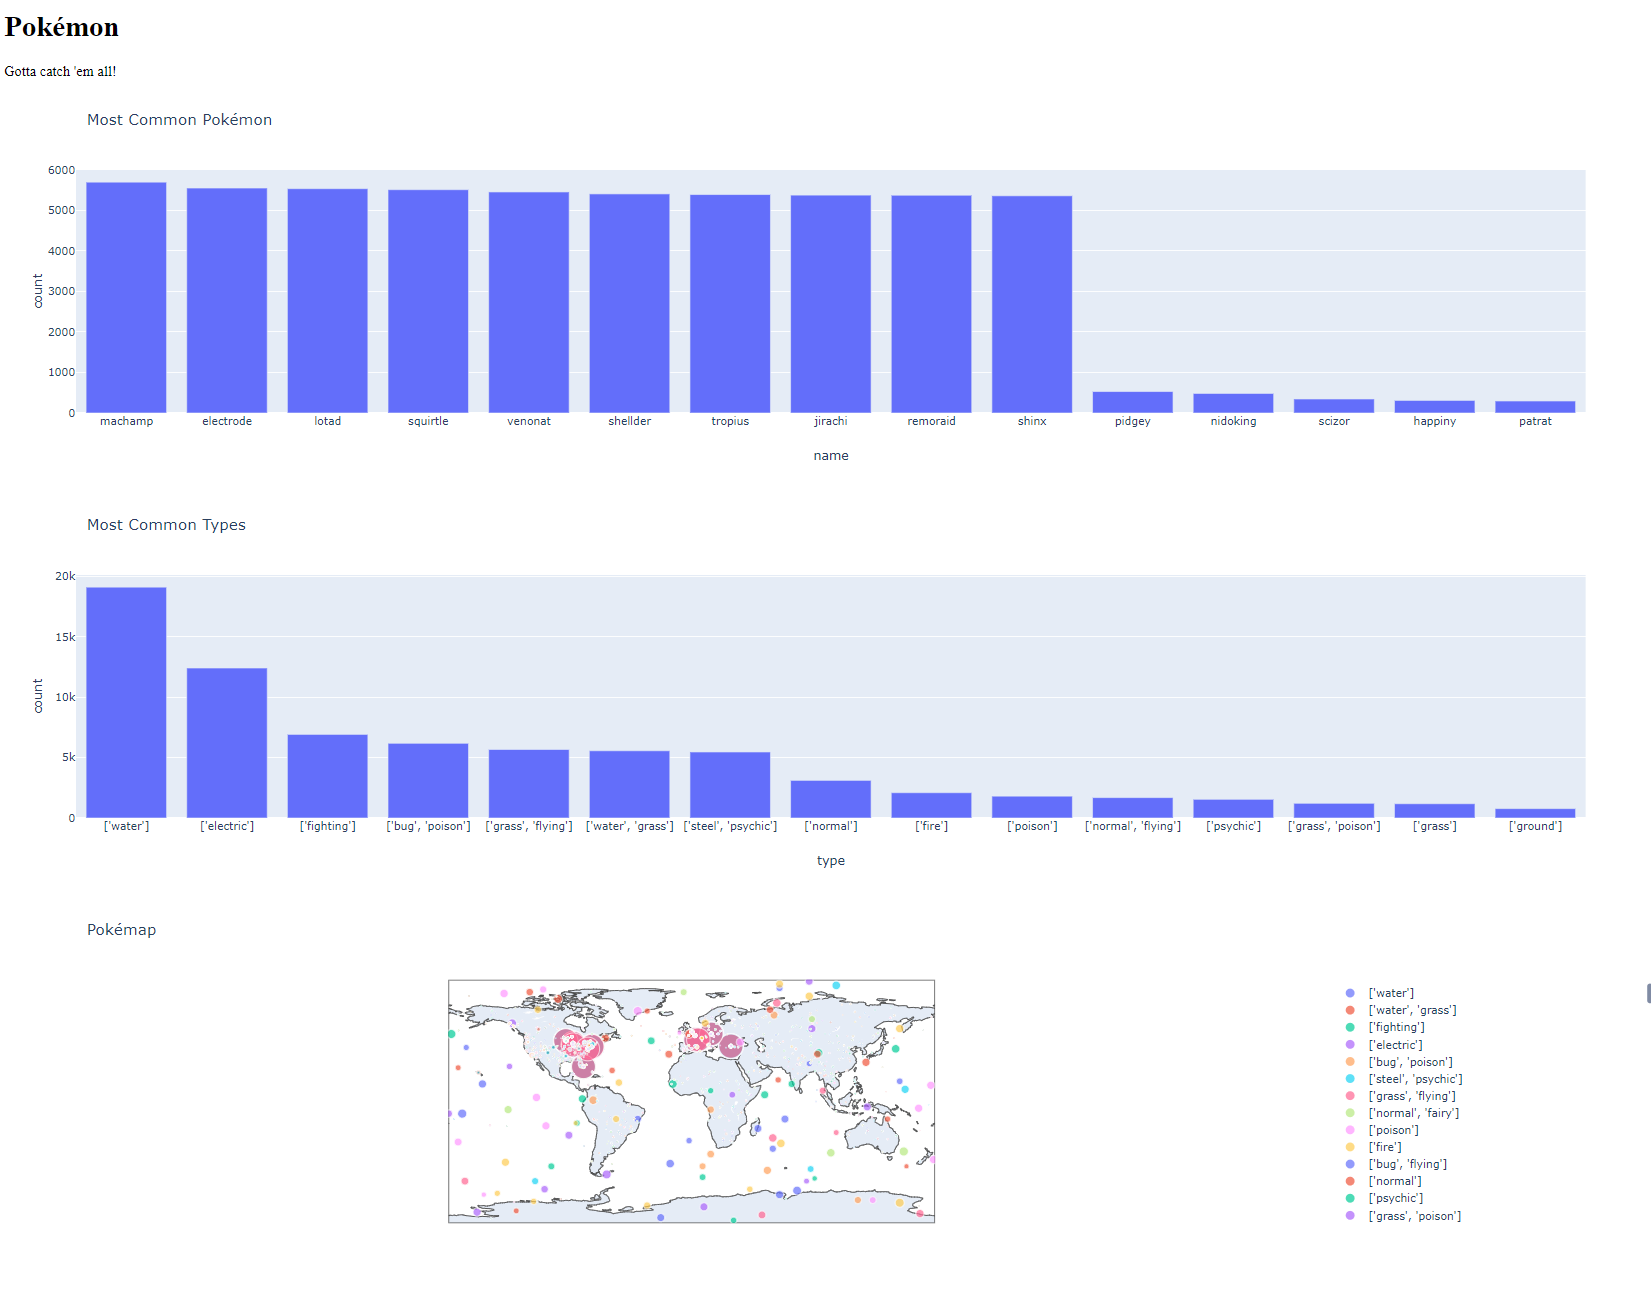 Pokémon
Gotta catch 'em all!
Most Common Pokémon
6000
5000
4000
3000
2000
1000
0
count
machamp electrode lotad squirtle venonat shellder tropius jirachi remoraid shinx pidgey nidoking scizor happiny patrat
name
Most Common Types
20k
15k
10k
5k
0
count
['water'] ['electric'] ['fighting'] ['bug', 'poison'] ['grass', 'flying'] ['water', 'grass'] ['steel', 'psychic'] ['normal'] ['fire'] ['poison'] ['normal', 'flying'] ['psychic'] ['grass', 'poison'] ['grass'] ['ground']
type
Pokémap
['water']
['water', 'grass']
['fighting']
['electric']
['bug', 'poison']
['steel', 'psychic']
['grass', 'flying']
['normal', 'fairy']
['poison']
['fire']
['bug', 'flying']
['normal']
['psychic']
['grass', 'poison']